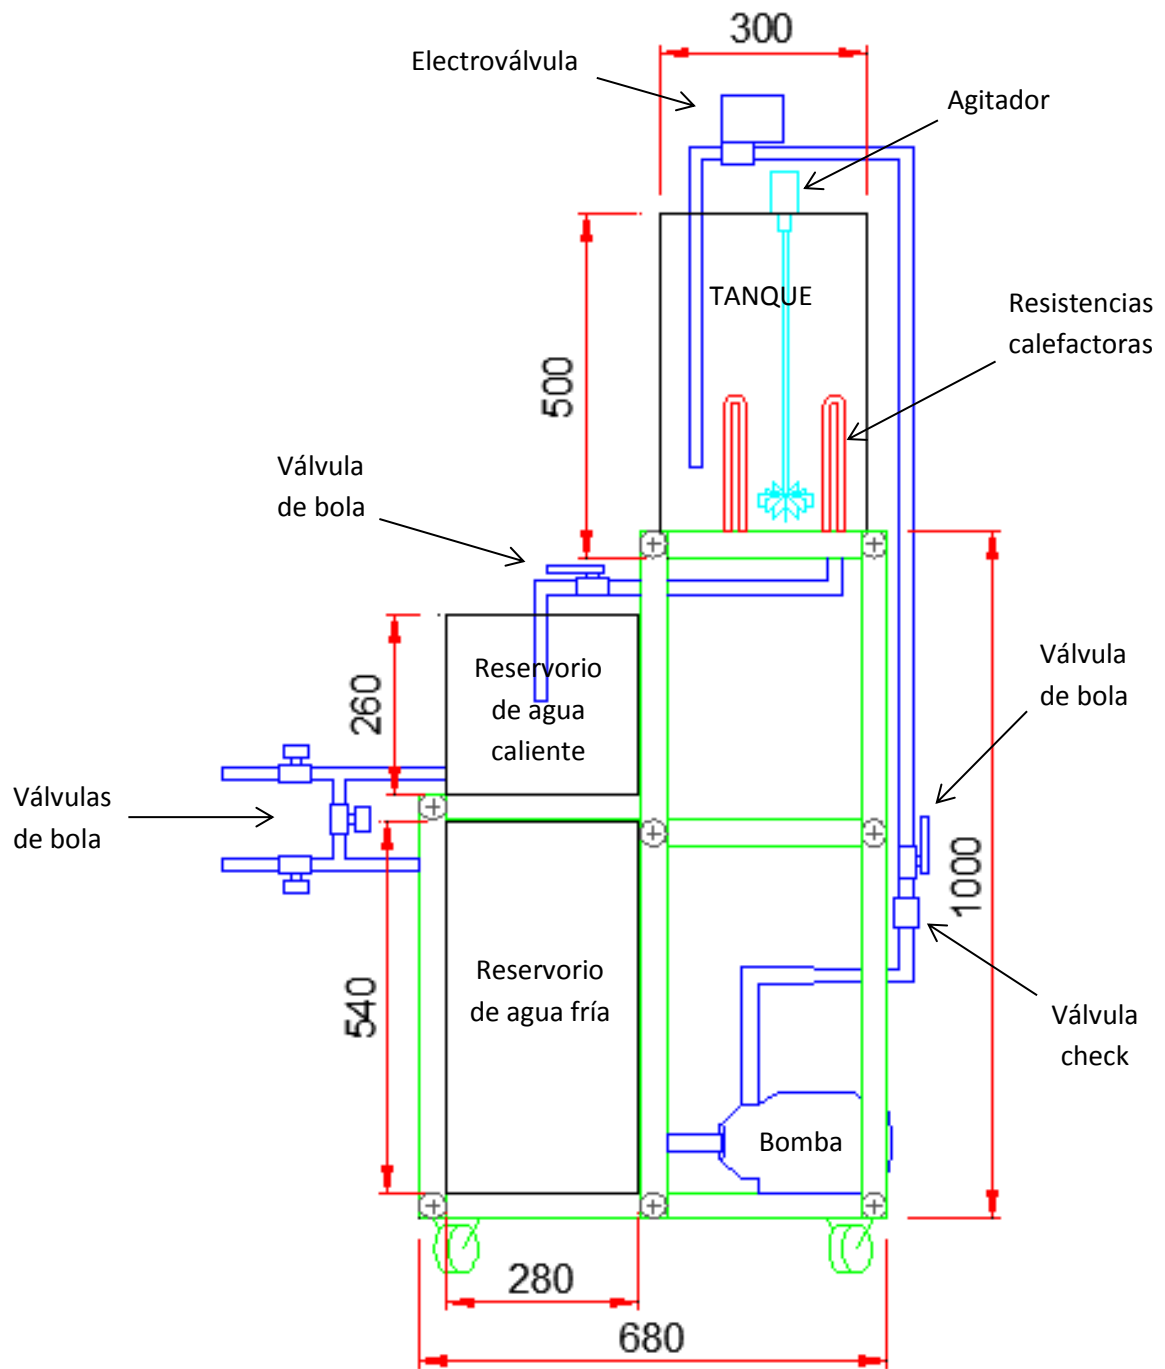 300
Electroválvula
Agitador
TANQUE
Resistencias
calefactoras
500
Válvula
de bola
Reservorio
de agua
caliente
260
Válvula
de bola
Válvulas
de bola
1000
Reservorio
de agua fría
540
Válvula
check
Bomba
280
680